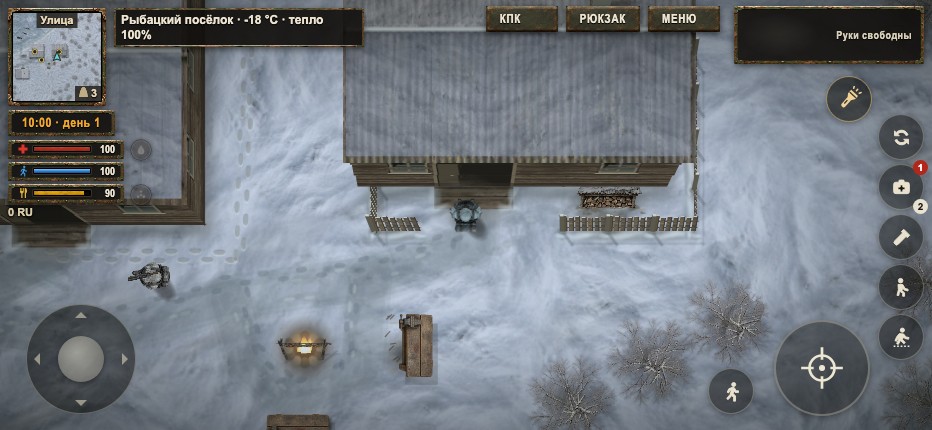 Улица
3
Рыбацкий посёлок · -18 °C · тепло
100%
КПК
РЮКЗАК
МЕНЮ
Руки свободны
10:00 · день 1
100
100
90
0 RU
1
2